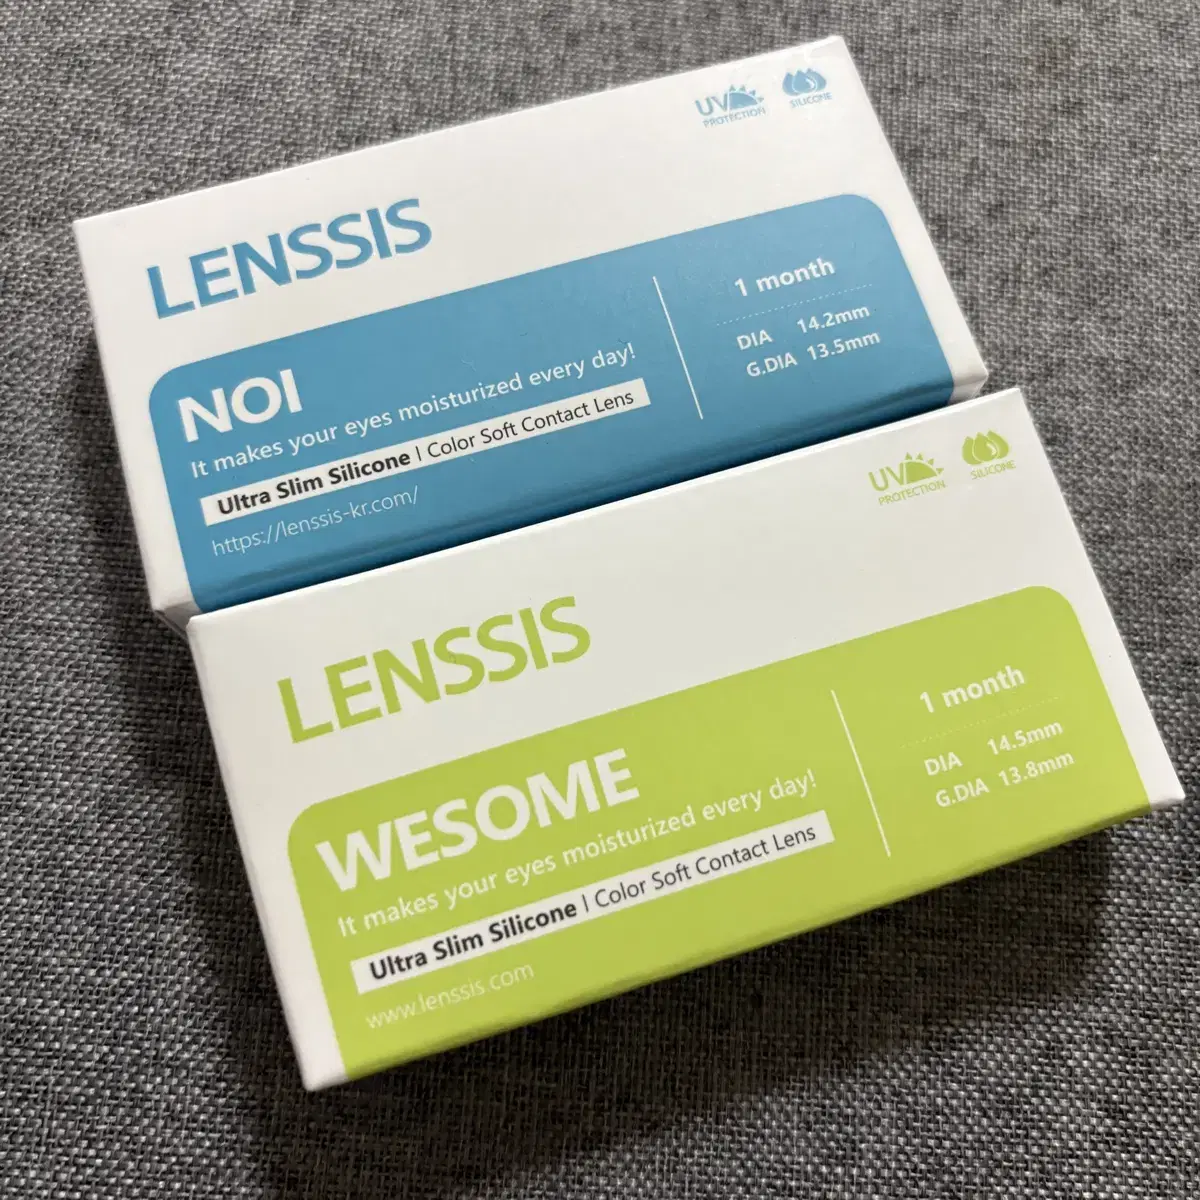 UV
PROTECTION
SILICONE
LENSSIS
NOI
It makes your eyes moisturized every day!
Ultra Slim Silicone | Color Soft Contact Lens
https://lenssis-kr.com/
1 month
DIA 14.2mm
G.DIA 13.5mm
UV
PROTECTION
SILICONE
LENSSIS
WESOME
It makes your eyes moisturized every day!
Ultra Slim Silicone | Color Soft Contact Lens
www.lenssis.com
1 month
DIA 14.5mm
G.DIA 13.8mm